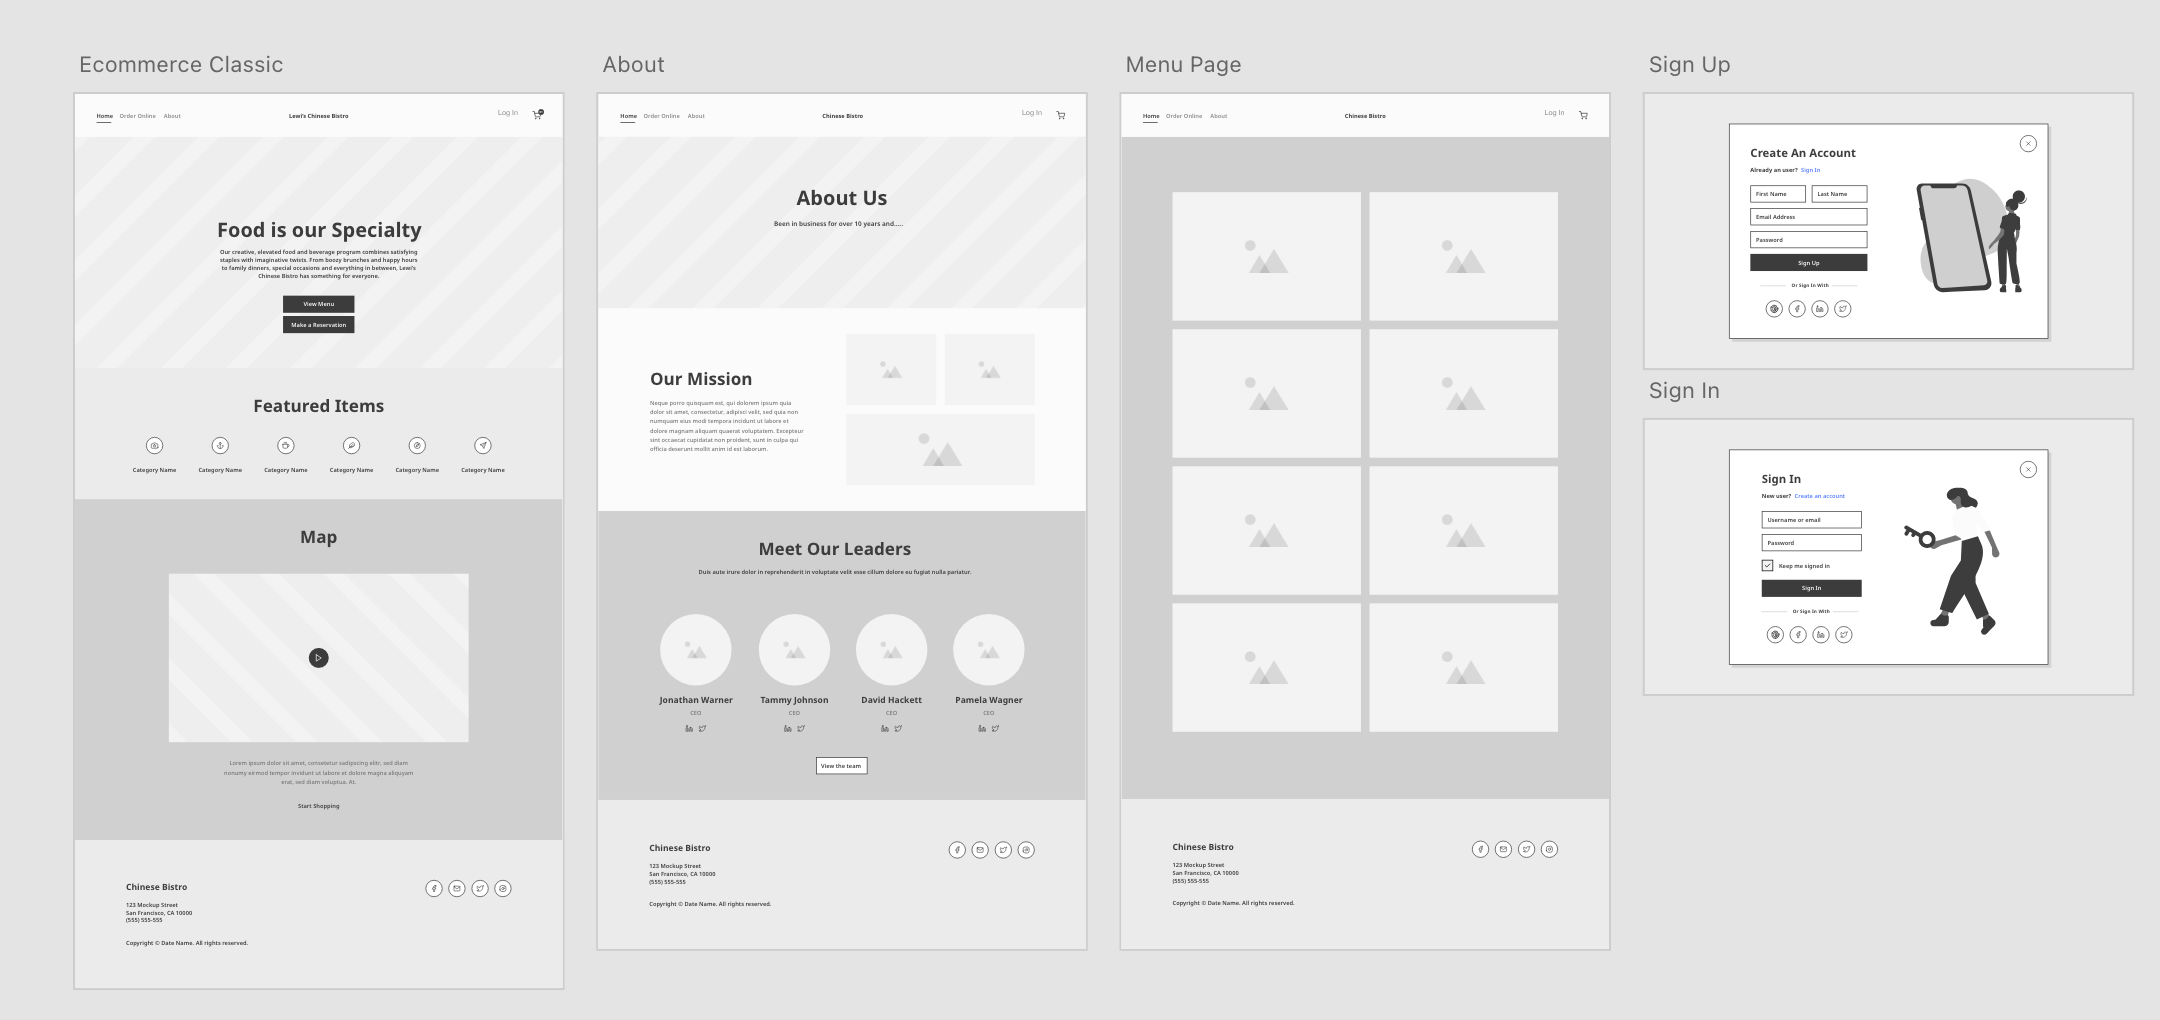 Ecommerce Classic
Home Order Online About
Lewi's Chinese Bistro
Log In
Food is our Specialty
Our creative, elevated food and beverage program combines satisfying
staples with imaginative twists. From boozy brunches and happy hours
to family dinners, special occasions and everything in between, Lewi's
Chinese Bistro has something for everyone.
View Menu
Make a Reservation
Featured Items
Category Name Category Name Category Name Category Name Category Name Category Name
Map
Lorem ipsum dolor sit amet, consetetur sadipscing elitr, sed diam
nonumy eirmod tempor invidunt ut labore et dolore magna aliquyam
erat, sed diam voluptua. At.
Start Shopping
Chinese Bistro
123 Mockup Street
San Francisco, CA 10000
(555) 555-555
Copyright © Date Name. All rights reserved.
About
Home Order Online About
Chinese Bistro
Log In
About Us
Been in business for over 10 years and.....
Our Mission
Neque porro quisquam est, qui dolorem ipsum quia
dolor sit amet, consectetur, adipisci velit, sed quia non
numquam eius modi tempora incidunt ut labore et
dolore magnam aliquam quaerat voluptatem. Excepteur
sint occaecat cupidatat non proident, sunt in culpa qui
officia deserunt mollit anim id est laborum.
Meet Our Leaders
Duis aute irure dolor in reprehenderit in voluptate velit esse cillum dolore eu fugiat nulla pariatur.
Jonathan Warner Tammy Johnson David Hackett Pamela Wagner
CEO CEO CEO CEO
View the team
Chinese Bistro
123 Mockup Street
San Francisco, CA 10000
(555) 555-555
Copyright © Date Name. All rights reserved.
Menu Page
Home Order Online About
Chinese Bistro
Log In
Chinese Bistro
123 Mockup Street
San Francisco, CA 10000
(555) 555-555
Copyright © Date Name. All rights reserved.
Sign Up
Create An Account
Already an user? Sign In
First Name Last Name
Email Address
Password
Sign Up
Or Sign In With
Sign In
Sign In
New user? Create an account
Username or email
Password
Keep me signed in
Sign In
Or Sign In With